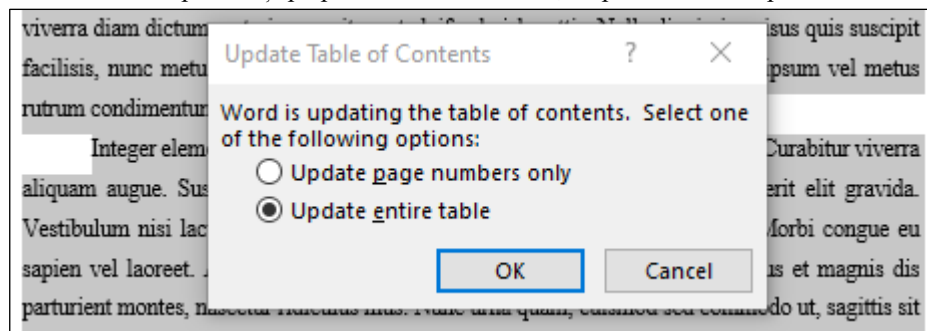 viverra diam dictum isus quis suscipit
Update Table of Contents ? ×
facilisis, nunc metu ipsum vel metus
rutrum condimentur
Word is updating the table of contents. Select one
of the following options:
Integer eleme Curabitur viverra
Update page numbers only
aliquam augue. Sus erit elit gravida.
Update entire table
Vestibulum nisi lac Morbi congue eu
OK Cancel
sapien vel laoreet. us et magnis dis
parturient montes, commodo ut, sagittis sit